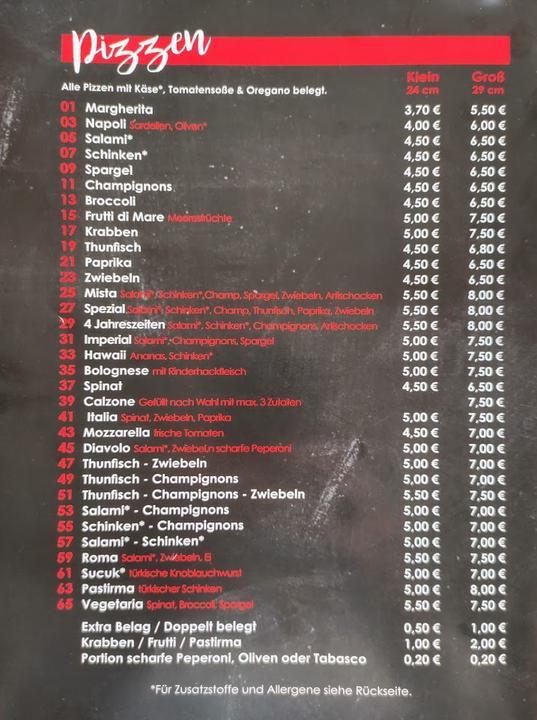 Pizzen
Klein Groß
Alle Pizzen mit Käse*, Tomatensoße & Oregano belegt. 24 cm 29 cm
01 Margherita 3,70 € 5,50 €
03 Napoli Sardellen, Oliven* 4,00 € 6,00 €
05 Salami* 4,50 € 6,50 €
07 Schinken* 4,50 € 6,50 €
09 Spargel 4,50 € 6,50 €
11 Champignons 4,50 € 6,50 €
13 Broccoli 4,50 € 6,50 €
15 Frutti di Mare Meeresfrüchte 5,00 € 7,50 €
17 Krabben 5,00 € 7,50 €
19 Thunfisch 4,50 € 6,80 €
21 Paprika 4,50 € 6,50 €
23 Zwiebeln 4,50 € 6,50 €
25 Mista Salami*, Schinken*,Champ, Spargel, Zwiebeln, Artischocken 5,50 € 8,00 €
27 Spezial Salami*, Schinken*, Champ, Thunfisch, Paprika, Zwiebeln 5,50 € 8,00 €
29 4 Jahreszeiten Salami*, Schinken*, Champignons, Artischocken 5,50 € 8,00 €
31 Imperial Salami*, Champignons, Spargel 5,00 € 7,50 €
33 Hawaii Ananas, Schinken* 5,00 € 7,50 €
35 Bolognese mit Rinderhackfleisch 5,00 € 7,50 €
37 Spinat 4,50 € 6,50 €
39 Calzone Gefüllt nach Wahl mit max. 3 Zutaten 7,50 €
41 Italia Spinat, Zwiebeln, Paprika 5,00 € 7,50 €
43 Mozzarella frische Tomaten 4,50 € 7,00 €
45 Diavolo Salami*, Zwiebel,n scharfe Peperoni 5,00 € 7,00 €
47 Thunfisch - Zwiebeln 5,00 € 7,00 €
49 Thunfisch - Champignons 5,00 € 7,00 €
51 Thunfisch - Champignons - Zwiebeln 5,50 € 7,50 €
53 Salami* - Champignons 5,00 € 7,00 €
55 Schinken* - Champignons 5,00 € 7,00 €
57 Salami* - Schinken* 5,00 € 7,00 €
59 Roma Salami*, Zwiebeln, Ei 5,50 € 7,50 €
61 Sucuk* türkische Knoblauchwurst 5,00 € 7,00 €
63 Pastirma türkischer Schinken 5,00 € 8,00 €
65 Vegetaria Spinat, Broccoli, Spargel 5,50 € 7,50 €
Extra Belag / Doppelt belegt 0,50 € 1,00 €
Krabben / Frutti / Pastirma 1,00 € 2,00 €
Portion scharfe Peperoni, Oliven oder Tabasco 0,20 € 0,20 €
*Für Zusatzstoffe und Allergene siehe Rückseite.